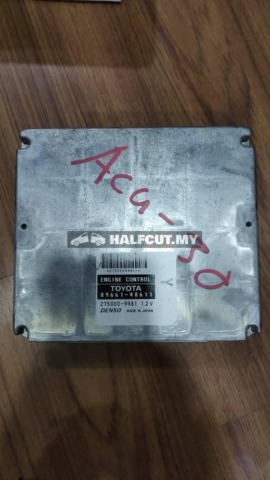 ACU-30
HALFCUT.MY
ENGINE CONTROL
TOYOTA
89661-48611
275000-9981 12V
DENSO MADE IN JAPAN
Y